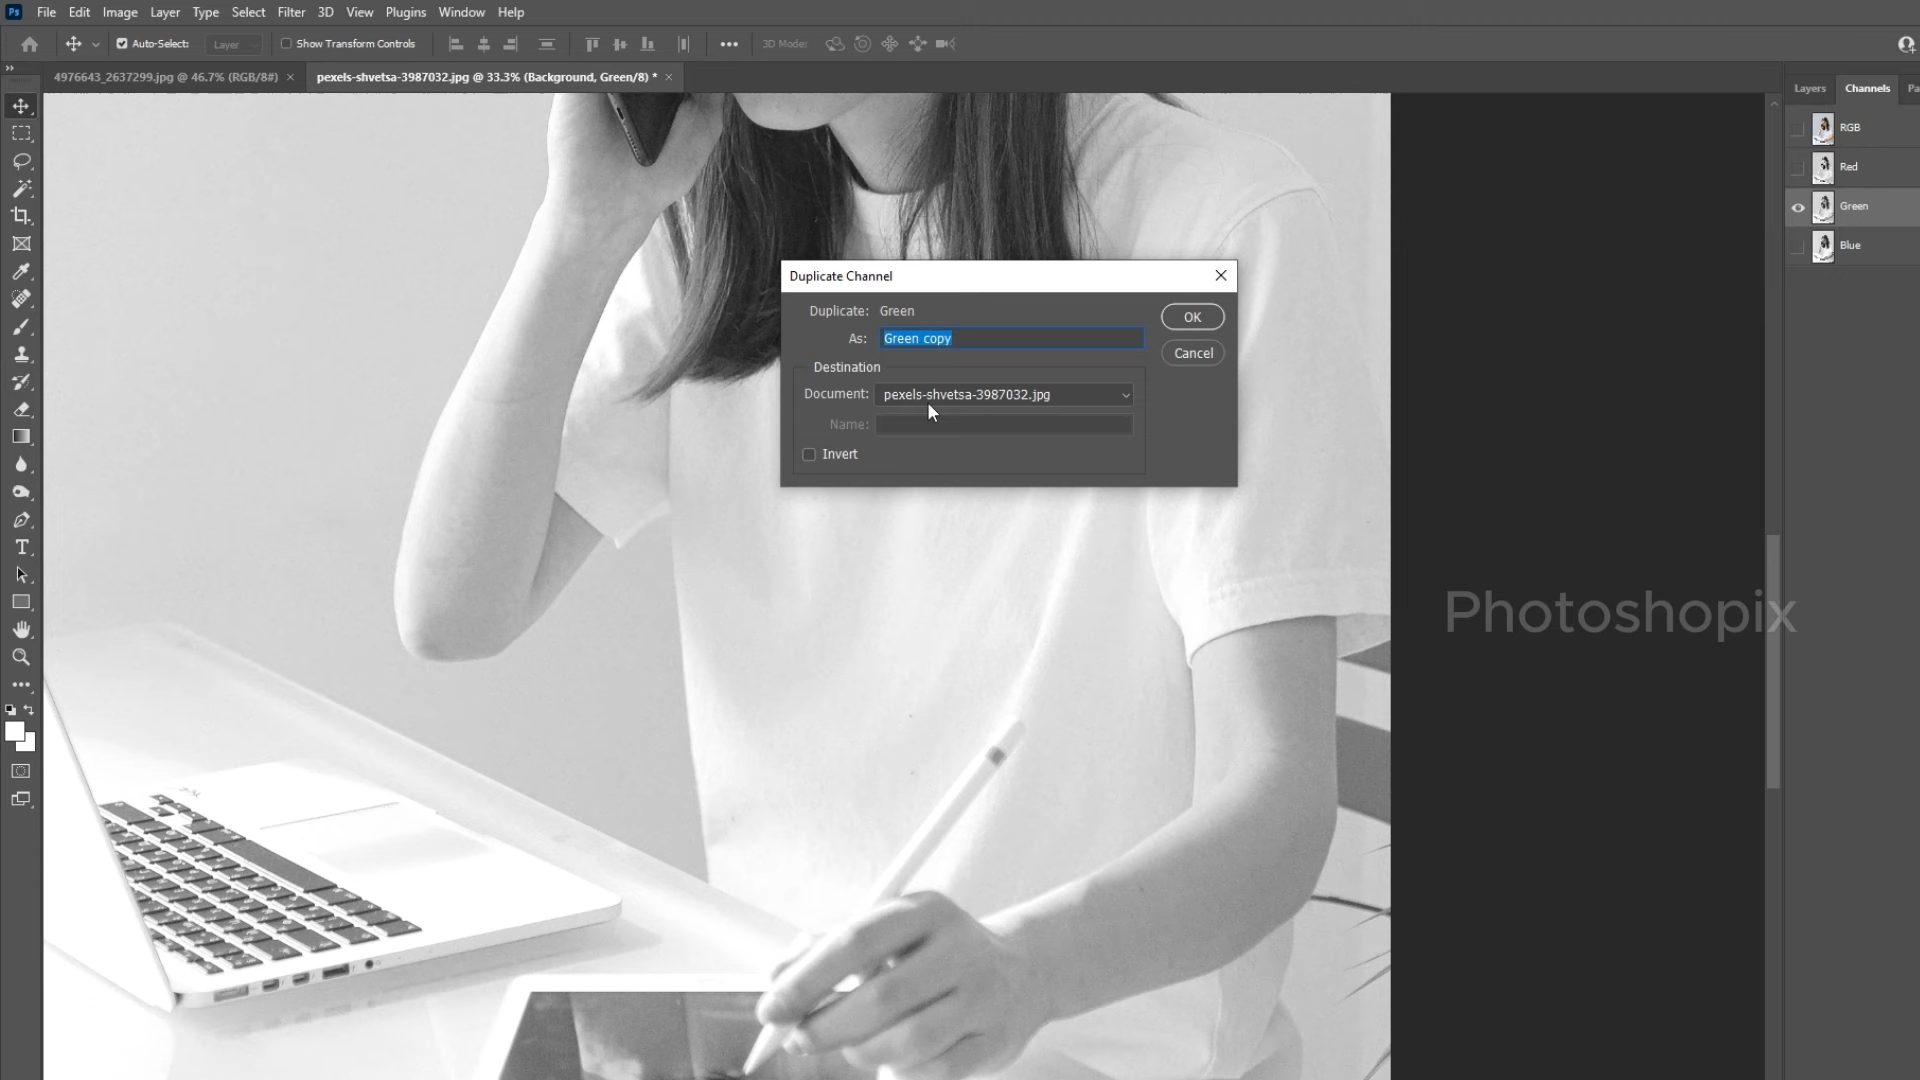 Ps File Edit Image Layer Type Select Filter 3D View Plugins Window Help
Auto-Select: Layer Show Transform Controls 3D Mode:
4976643_2637299.jpg @ 46.7% (RGB/8#) pexels-shvetsa-3987032.jpg @ 33.3% (Background, Green/8) *
Layers Channels Pa
RGB
Red
Green
Blue
Duplicate Channel
Duplicate: Green
OK
As: Green copy
Cancel
Destination
Document: pexels-shvetsa-3987032.jpg
Name:
Invert
Photoshopix